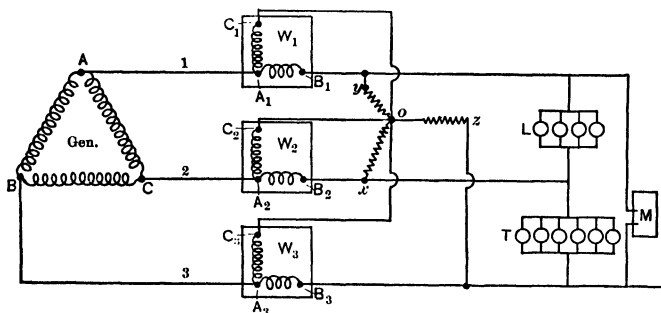 C1 W1
A 1 A1 B1
y
o z
Gen. C2 W2 L
B C 2 A2 B2 x
M
C3 W3 T
3 A3 B3